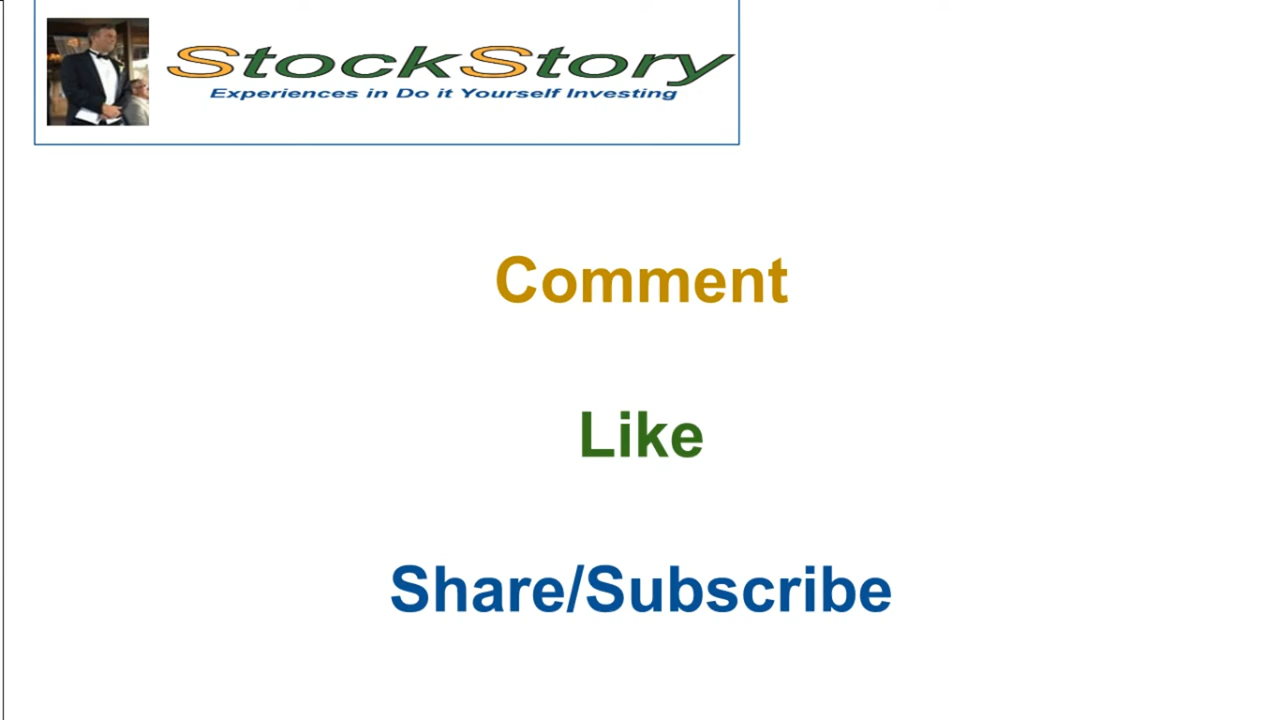 StockStory
Experiences in Do it Yourself Investing
Comment
Like
Share/Subscribe